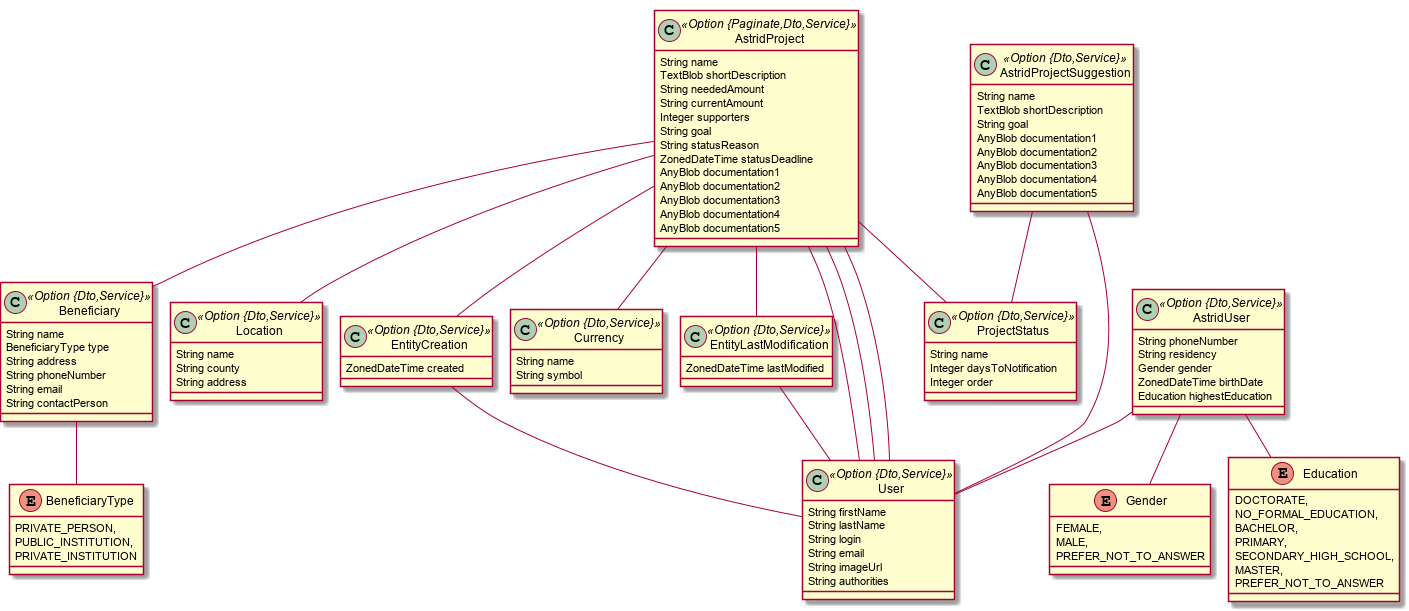 C
«Option {Paginate,Dto,Service}»
AstridProject
String name
TextBlob shortDescription
String neededAmount
String currentAmount
Integer supporters
String goal
String statusReason
ZonedDateTime statusDeadline
AnyBlob documentation1
AnyBlob documentation2
AnyBlob documentation3
AnyBlob documentation4
AnyBlob documentation5
C
«Option {Dto,Service}»
AstridProjectSuggestion
String name
TextBlob shortDescription
String goal
AnyBlob documentation1
AnyBlob documentation2
AnyBlob documentation3
AnyBlob documentation4
AnyBlob documentation5
C
«Option {Dto,Service}»
Beneficiary
String name
BeneficiaryType type
String address
String phoneNumber
String email
String contactPerson
C
«Option {Dto,Service}»
Location
String name
String county
String address
C
«Option {Dto,Service}»
EntityCreation
ZonedDateTime created
C
«Option {Dto,Service}»
Currency
String name
String symbol
C
«Option {Dto,Service}»
EntityLastModification
ZonedDateTime lastModified
C
«Option {Dto,Service}»
ProjectStatus
String name
Integer daysToNotification
Integer order
C
«Option {Dto,Service}»
AstridUser
String phoneNumber
String residency
Gender gender
ZonedDateTime birthDate
Education highestEducation
E
BeneficiaryType
PRIVATE_PERSON,
PUBLIC_INSTITUTION,
PRIVATE_INSTITUTION
C
«Option {Dto,Service}»
User
String firstName
String lastName
String login
String email
String imageUrl
String authorities
E
Gender
FEMALE,
MALE,
PREFER_NOT_TO_ANSWER
E
Education
DOCTORATE,
NO_FORMAL_EDUCATION,
BACHELOR,
PRIMARY,
SECONDARY_HIGH_SCHOOL,
MASTER,
PREFER_NOT_TO_ANSWER